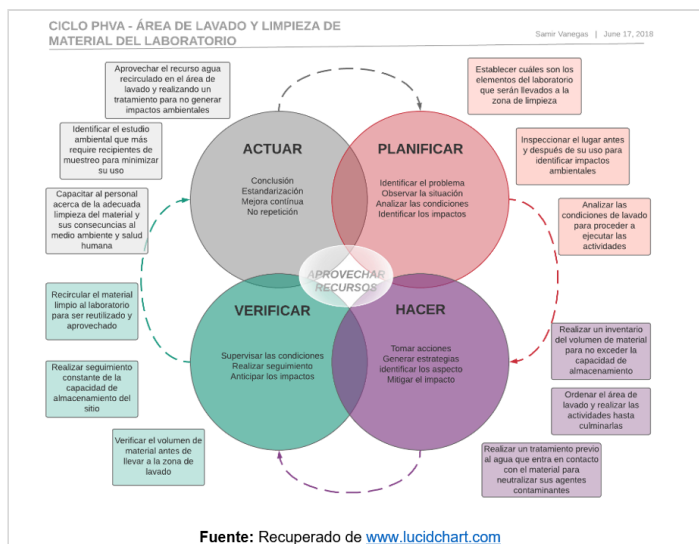 CICLO PHVA - ÁREA DE LAVADO Y LIMPIEZA DE
MATERIAL DEL LABORATORIO
Samir Vanegas | June 17, 2018
Aprovechar el recurso agua
recirculado en el área de
lavado y realizando un
tratamiento para no generar
impactos ambientales
Identificar el estudio
ambiental que más
require recipientes de
muestreo para minimizar
su uso
Capacitar al personal
acerca de la adecuada
limpieza del material y
sus consecuncias al
medio ambiente y salud
humana
ACTUAR
Conclusión
Estandarización
Mejora contínua
No repetición
PLANIFICAR
Identificar el problema
Observar la situación
Analizar las condiciones
Identificar los impactos
Establecer cuáles son los
elementos del laboratorio
que serán llevados a la
zona de limpieza
Inspeccionar el lugar antes
y después de su uso para
identificar impactos
ambientales
Analizar las
condiciones de lavado
para proceder a
ejecutar las
actividades
APROVECHAR
RECURSOS
VERIFICAR
Supervisar las condiciones
Realizar seguimiento
Anticipar los impactos
HACER
Tomar acciones
Generar estrategias
identificar los aspecto
Mitigar el impacto
Recircular el material
limpio al laboratorio
para ser reutilizado y
aprovechado
Realizar seguimiento
constante de la
capacidad de
almacenamiento del
sitio
Verificar el volumen de
material antes de
llevar a la zona de
lavado
Realizar un inventario
del volumen de material
para no exceder la
capacidad de
almacenamiento
Ordenar el área de
lavado y realizar las
actividades hasta
culminarlas
Realizar un tratamiento previo
al agua que entra en contacto
con el material para
neutralizar sus agentes
contaminantes
Fuente: Recuperado de www.lucidchart.com